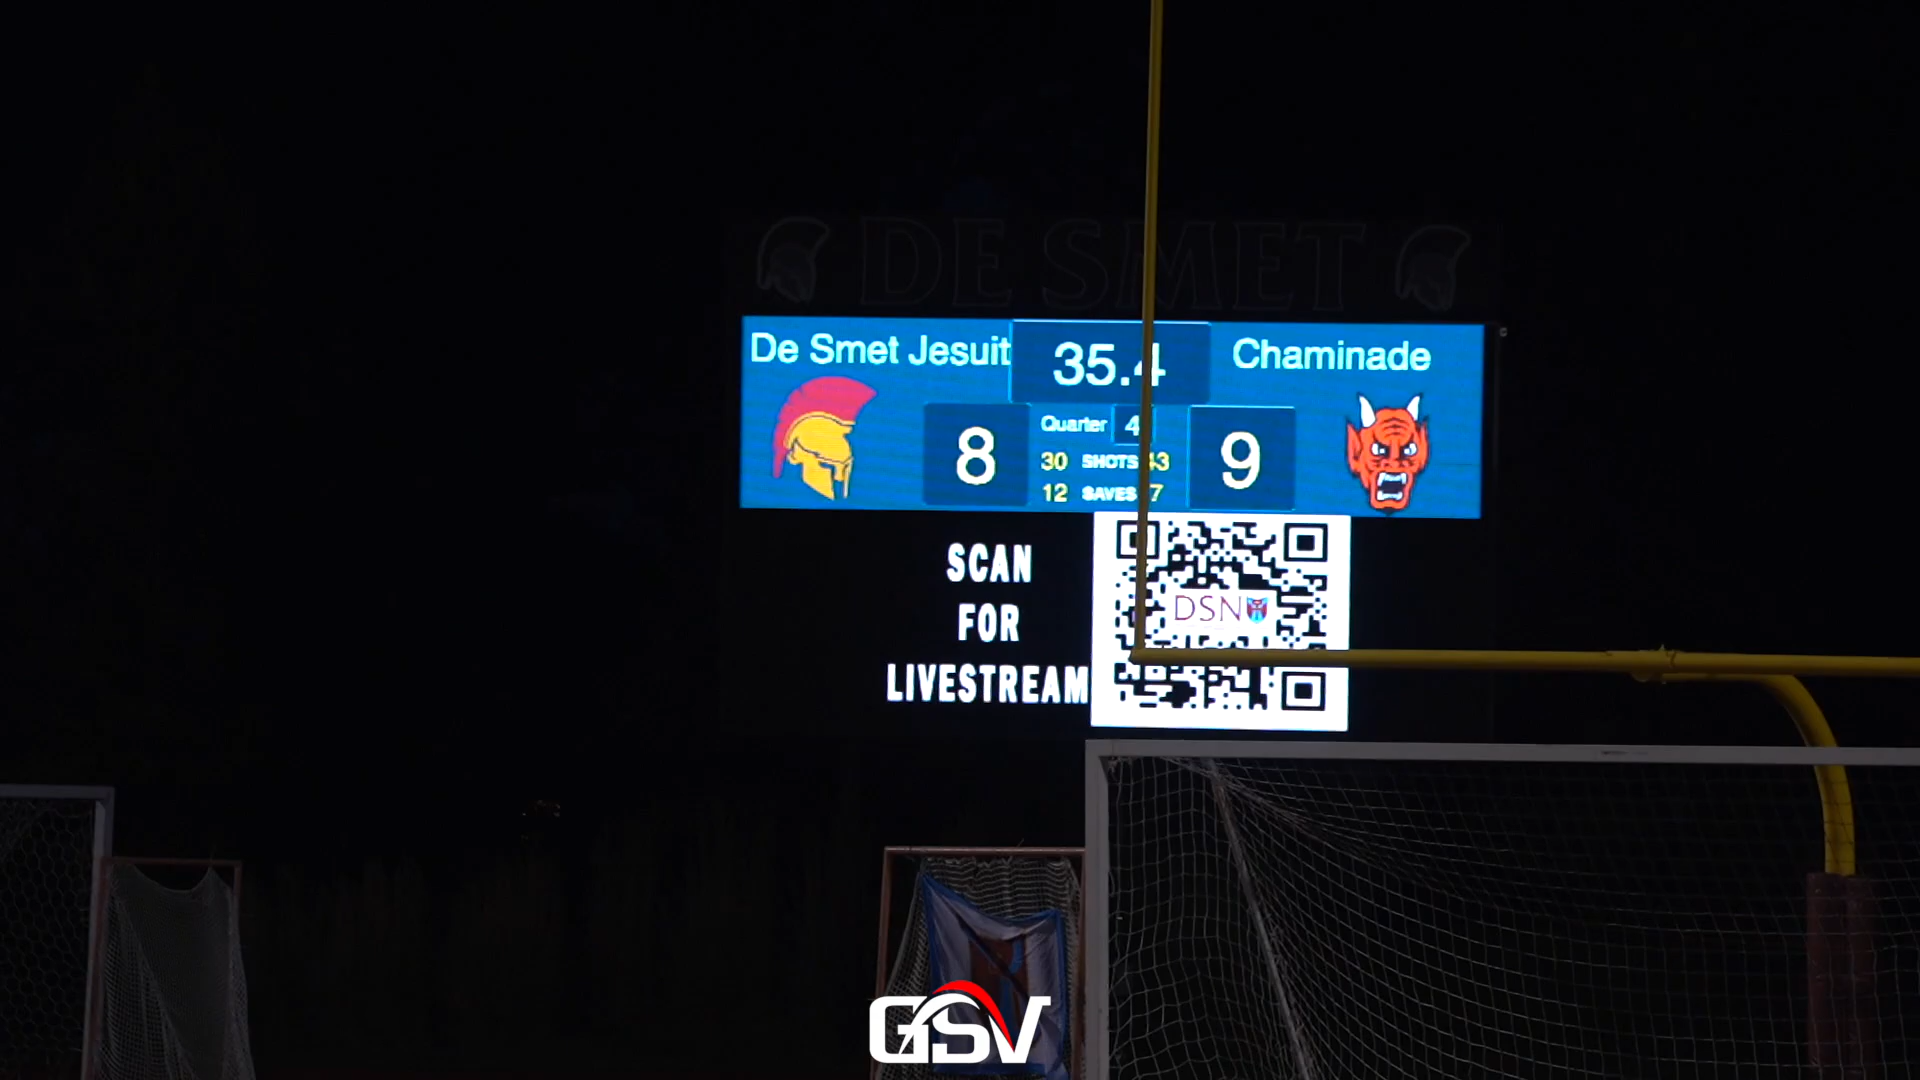 DE SMET
De Smet Jesuit
35.4
Chaminade
8
Quarter 4
9
30 SHOTS 43
12 SAVES
SCAN
FOR
LIVESTREAM
DSN
GSV